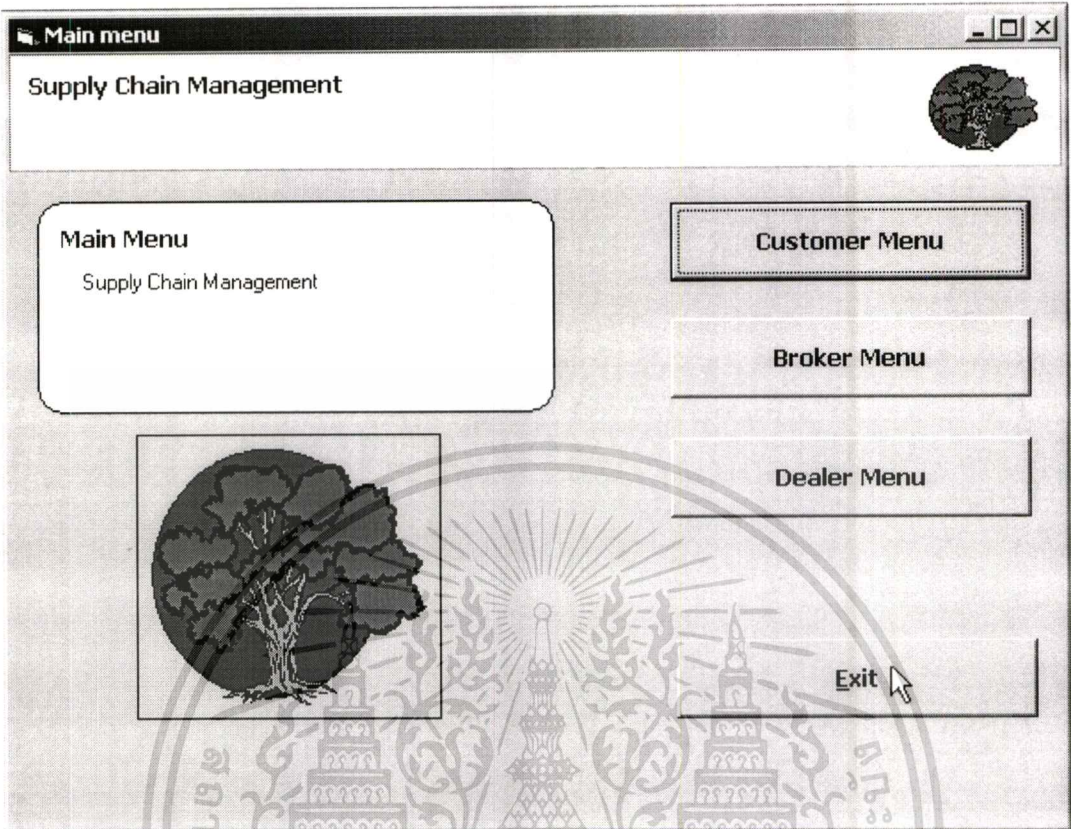 Main menu
Supply Chain Management
Main Menu
Supply Chain Management
Customer Menu
Broker Menu
Dealer Menu
Exit